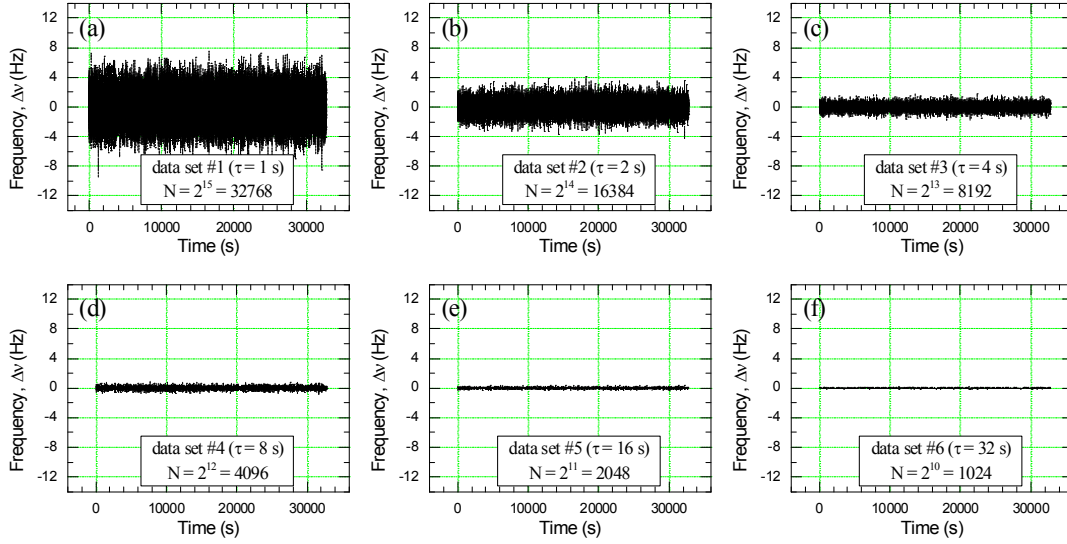 (a)
12
8
4
0
-4
-8
-12
Frequency, Δν (Hz)
data set #1 (τ = 1 s)
N = 2^15 = 32768
0 10000 20000 30000
Time (s)
(b)
12
8
4
0
-4
-8
-12
Frequency, Δν (Hz)
data set #2 (τ = 2 s)
N = 2^14 = 16384
0 10000 20000 30000
Time (s)
(c)
12
8
4
0
-4
-8
-12
Frequency, Δν (Hz)
data set #3 (τ = 4 s)
N = 2^13 = 8192
0 10000 20000 30000
Time (s)
(d)
12
8
4
0
-4
-8
-12
Frequency, Δν (Hz)
data set #4 (τ = 8 s)
N = 2^12 = 4096
0 10000 20000 30000
Time (s)
(e)
12
8
4
0
-4
-8
-12
Frequency, Δν (Hz)
data set #5 (τ = 16 s)
N = 2^11 = 2048
0 10000 20000 30000
Time (s)
(f)
12
8
4
0
-4
-8
-12
Frequency, Δν (Hz)
data set #6 (τ = 32 s)
N = 2^10 = 1024
0 10000 20000 30000
Time (s)